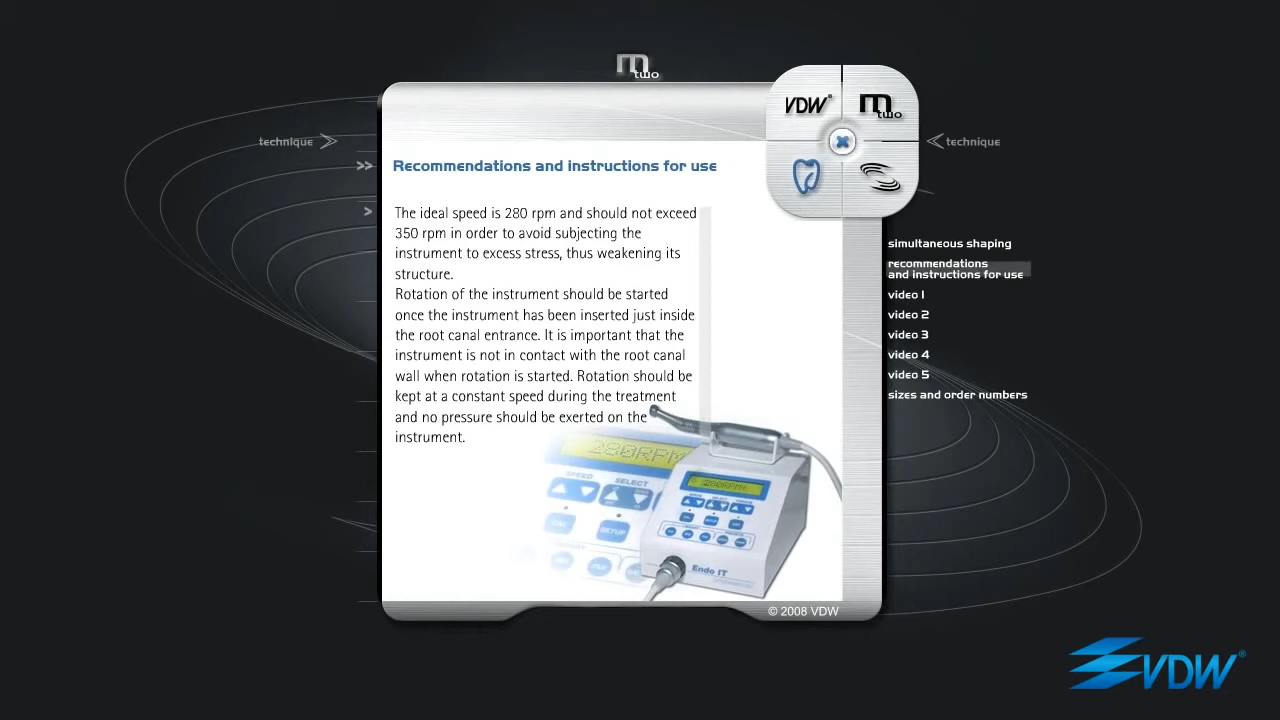 mtwo
VDW®
mtwo
technique
technique
Recommendations and instructions for use
The ideal speed is 280 rpm and should not exceed
350 rpm in order to avoid subjecting the
instrument to excess stress, thus weakening its
structure.
Rotation of the instrument should be started
once the instrument has been inserted just inside
the root canal entrance. It is important that the
instrument is not in contact with the root canal
wall when rotation is started. Rotation should be
kept at a constant speed during the treatment
and no pressure should be exerted on the
instrument.
simultaneous shaping
recommendations
and instructions for use
video 1
video 2
video 3
video 4
video 5
sizes and order numbers
280RPM
SPEED
SELECT
SETUP
280RPM
Endo IT
© 2008 VDW
VDW®